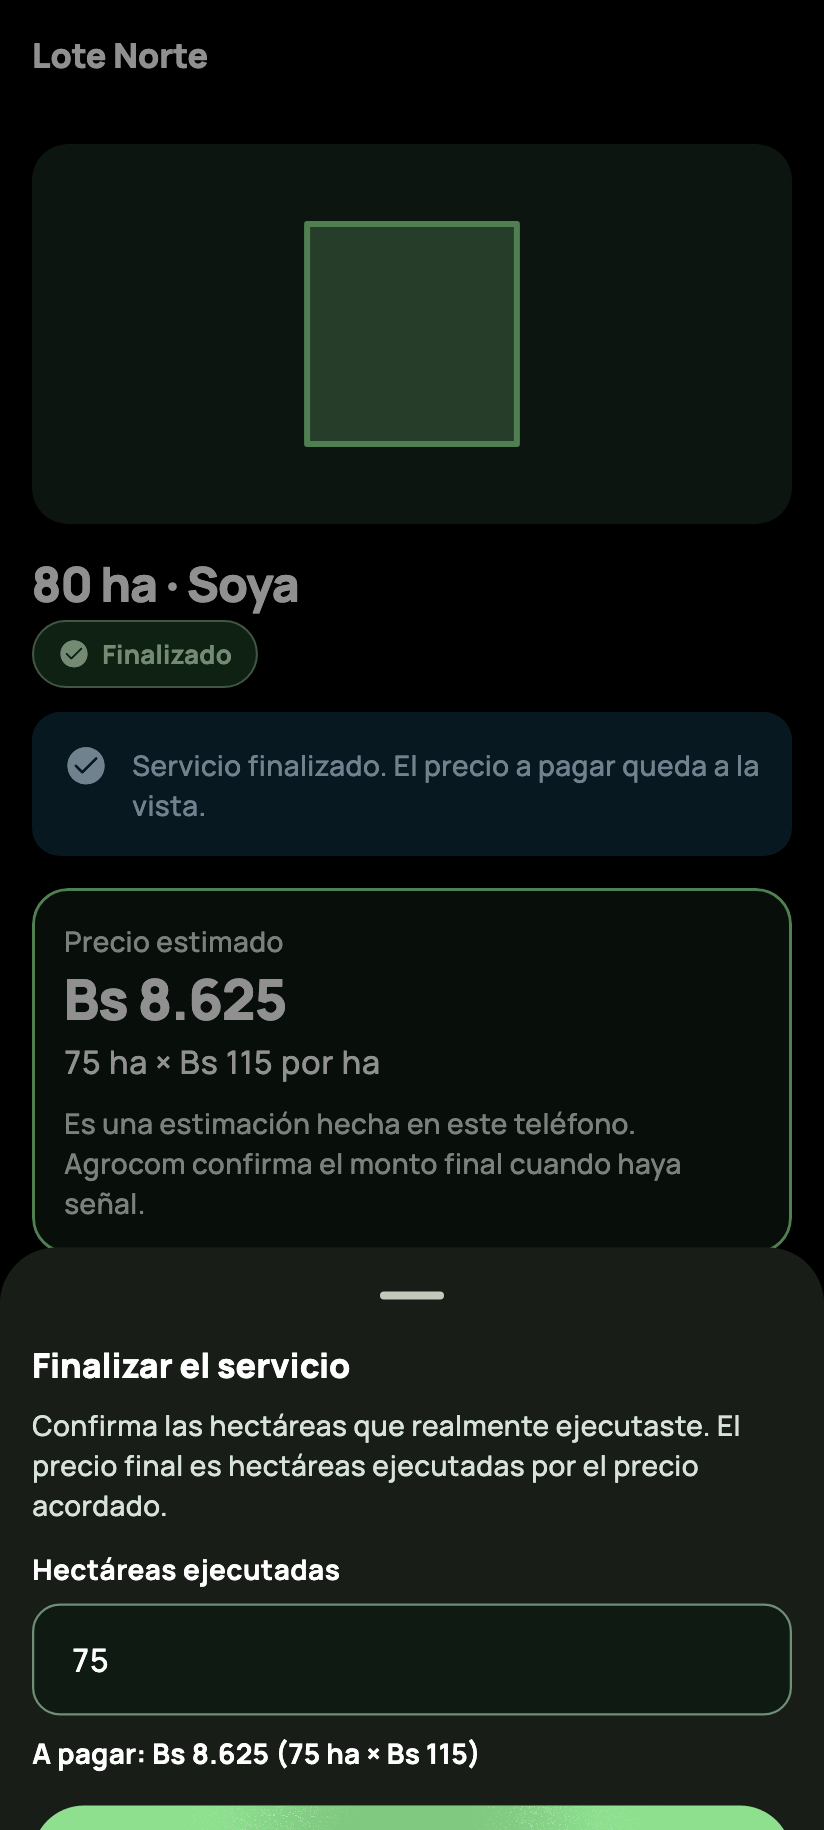 Lote Norte
80 ha · Soya
Finalizado
Servicio finalizado. El precio a pagar queda a la
vista.
Precio estimado
Bs 8.625
75 ha × Bs 115 por ha
Es una estimación hecha en este teléfono.
Agrocom confirma el monto final cuando haya
señal.
Finalizar el servicio
Confirma las hectáreas que realmente ejecutaste. El
precio final es hectáreas ejecutadas por el precio
acordado.
Hectáreas ejecutadas
75
A pagar: Bs 8.625 (75 ha × Bs 115)